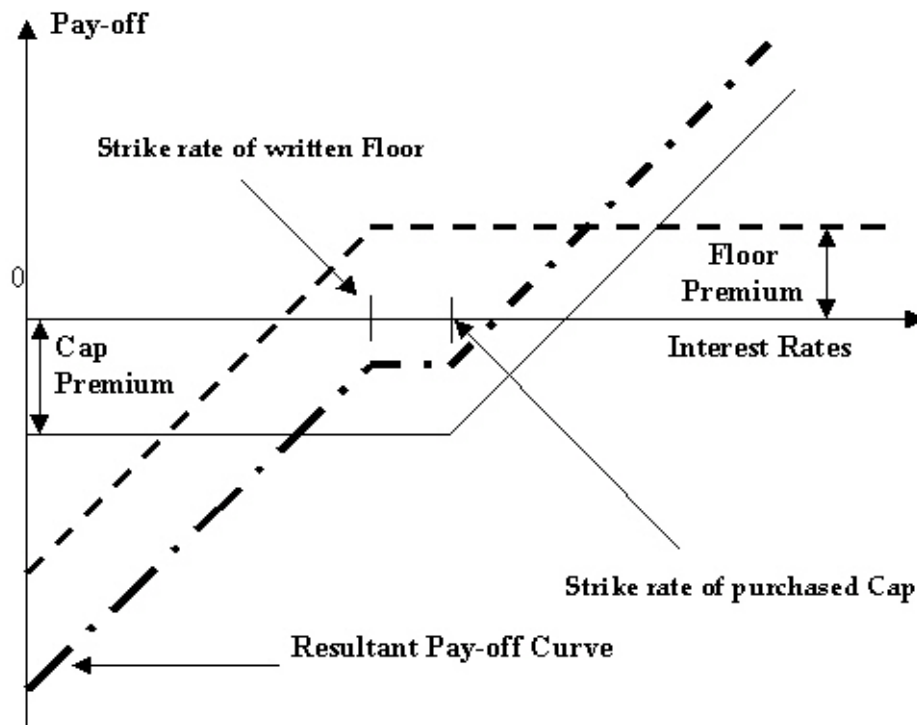 Pay-off
Strike rate of written Floor
0
Floor
Premium
Cap
Premium
Interest Rates
Strike rate of purchased Cap
Resultant Pay-off Curve